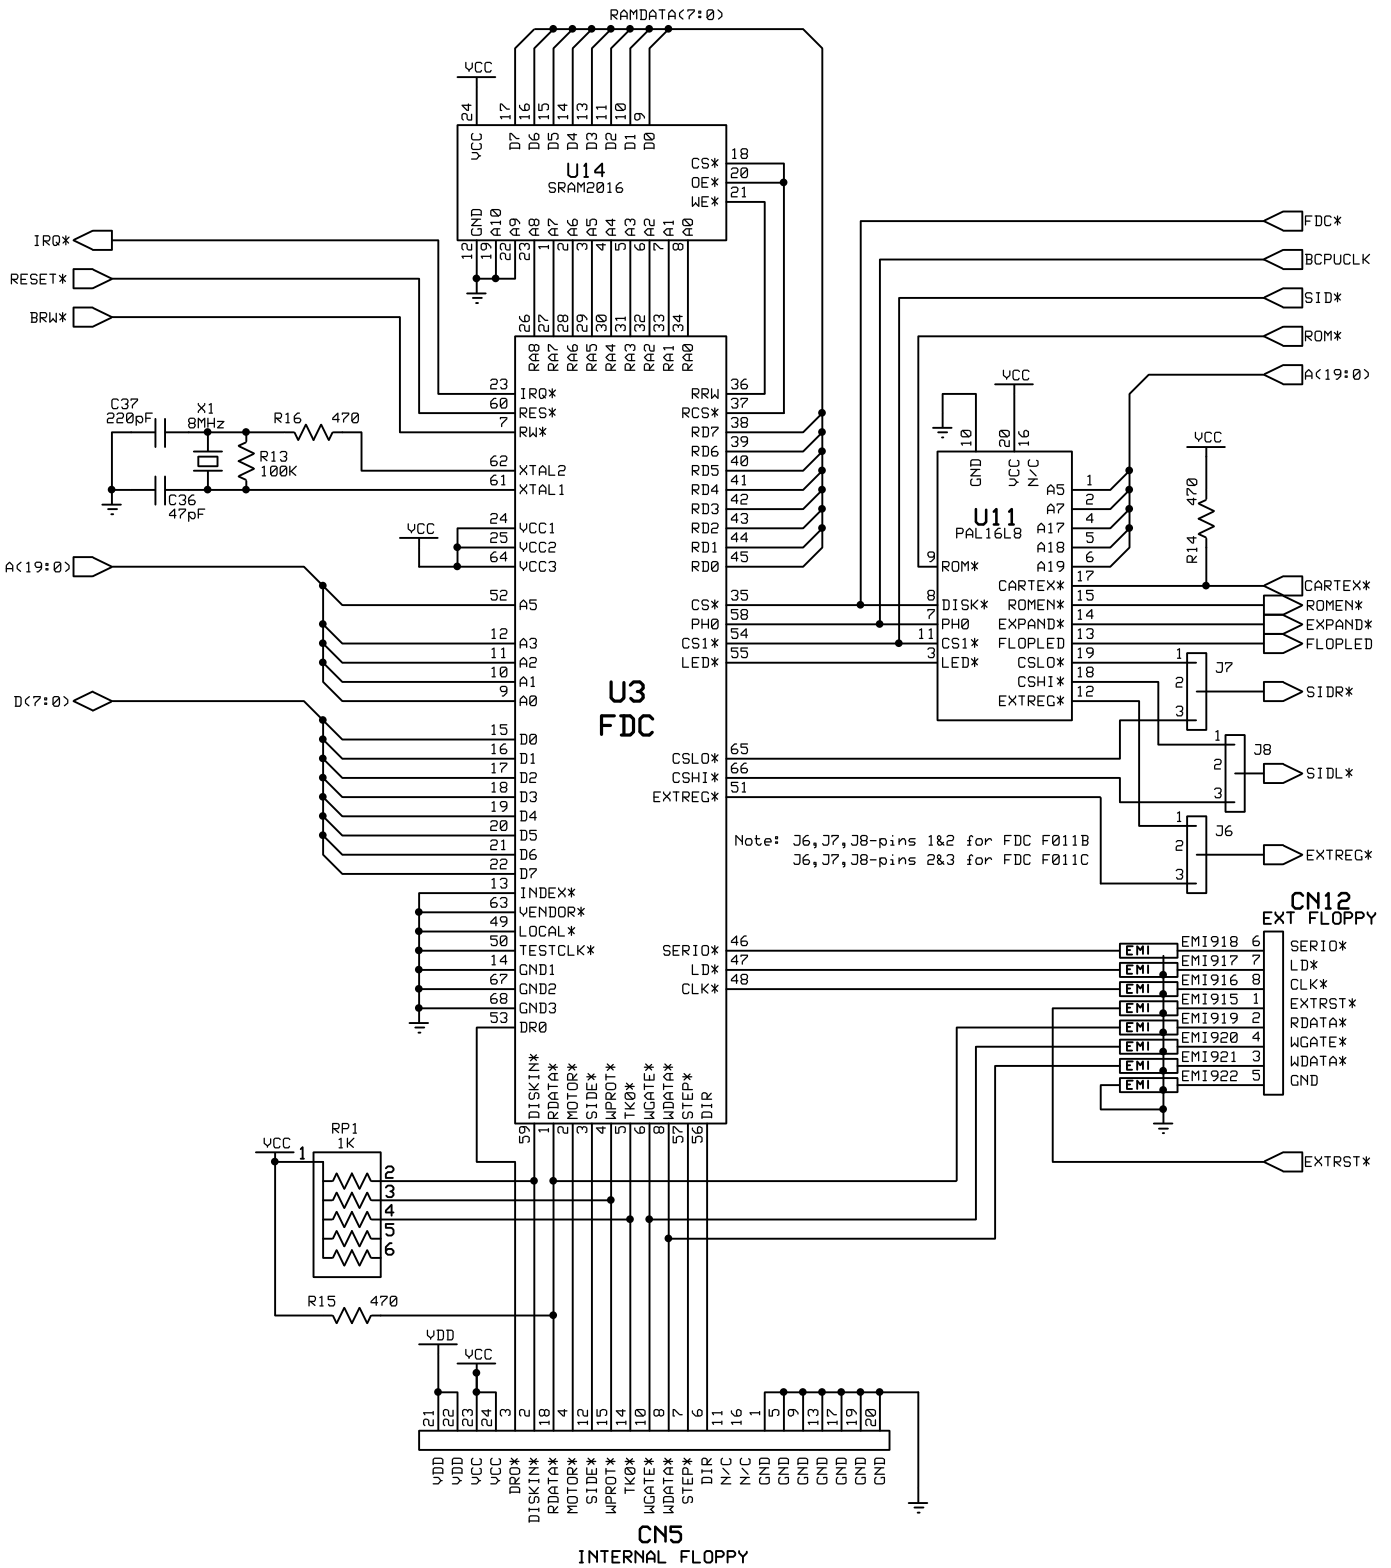 RAMDATA(7:0)
VCC
24 17 16 15 14 13 11 10 9
VCC D7 D6 D5 D4 D3 D2 D1 D0
U14
SRAM2016
CS* 18
OE* 20
WE* 21
GND A10 A9 A8 A7 A6 A5 A4 A3 A2 A1 A0
12 19 22 23 1 2 3 4 5 6 7 8
IRQ*
RESET*
BRW*
FDC*
BCPUCLK
SID*
ROM*
A(19:0)
26 27 28 29 30 31 32 33 34
RA8 RA7 RA6 RA5 RA4 RA3 RA2 RA1 RA0
23 IRQ*
60 RES*
7 RW*
62 XTAL2
61 XTAL1
24 VCC1
25 VCC2
64 VCC3
52 A5
12 A3
11 A2
10 A1
9 A0
15 D0
16 D1
17 D2
18 D3
19 D4
20 D5
21 D6
22 D7
13 INDEX*
63 VENDOR*
49 LOCAL*
50 TESTCLK*
14 GND1
67 GND2
68 GND3
53 DR0
C37
220pF
X1
8MHz
R16 470
R13
100K
C36
47pF
VCC
A(19:0)
D(7:0)
U3
FDC
RRW 36
RCS* 37
RD7 38
RD6 39
RD5 40
RD4 41
RD3 42
RD2 43
RD1 44
RD0 45
CS* 35
PH0 58
CS1* 54
LED* 55
CSLO* 65
CSHI* 66
EXTREG* 51
SERIO* 46
LD* 47
CLK* 48
DISKIN* RDATA* MOTOR* SIDE* WPROT* TK0* WGATE* WDATA* STEP* DIR
59 1 2 3 4 5 6 8 57 56
VCC
10 20 16
GND VCC N/C
U11
PAL16L8
9 ROM*
8 DISK*
7 PH0
11 CS1*
3 LED*
A5 1
A7 2
A17 4
A18 5
A19 6
CARTEX* 17
ROMEN* 15
EXPAND* 14
FLOPLED 13
CSLO* 19
CSHI* 18
EXTREG* 12
VCC
R14 470
CARTEX*
ROMEN*
EXPAND*
FLOPLED
J7
1
2
3
SIDR*
J8
1
2
3
SIDL*
J6
1
2
3
EXTREG*
Note: J6,J7,J8-pins 1&2 for FDC F011B
J6,J7,J8-pins 2&3 for FDC F011C
CN12
EXT FLOPPY
EMI EMI918 6 SERIO*
EMI EMI917 7 LD*
EMI EMI916 8 CLK*
EMI EMI915 1 EXTRST*
EMI EMI919 2 RDATA*
EMI EMI920 4 WGATE*
EMI EMI921 3 WDATA*
EMI EMI922 5 GND
EXTRST*
RP1
1K
VCC
1
2
3
4
5
6
R15 470
VDD
VCC
21 22 23 24 3 2 18 4 12 15 14 10 8 7 6 11 16 1 5 9 13 17 19 20
VDD VDD VCC VCC DRO* DISKIN* RDATA* MOTOR* SIDE* WPROT* TK0* WGATE* WDATA* STEP* DIR N/C N/C GND GND GND GND GND GND GND
CN5
INTERNAL FLOPPY